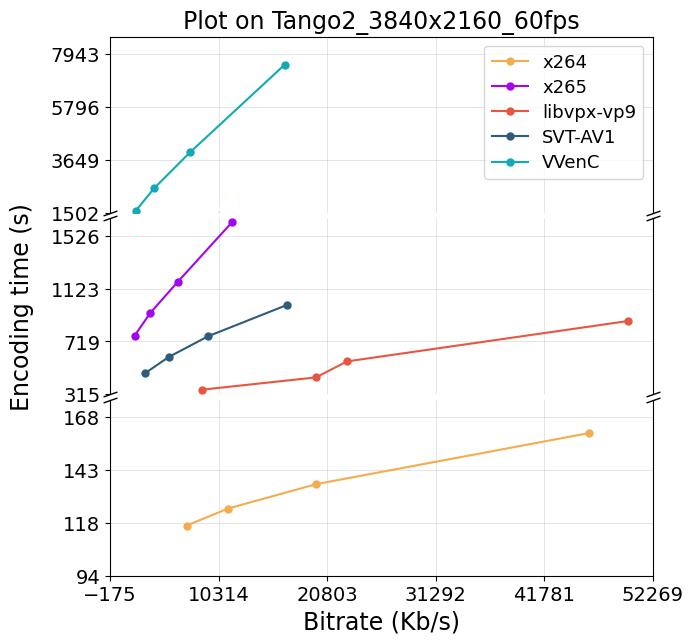 Plot on Tango2_3840x2160_60fps
x264
x265
libvpx-vp9
SVT-AV1
VVenC
Encoding time (s)
7943
5796
3649
1502
1526
1123
719
315
168
143
118
94
−175
10314
20803
31292
41781
52269
Bitrate (Kb/s)